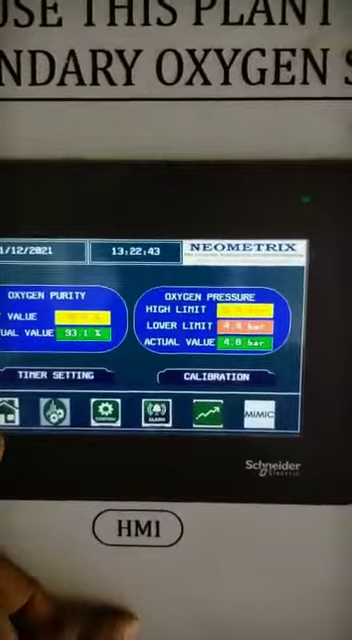 USE THIS PLANT
NDARY OXYGEN S
1/12/2021
13:22:43
NEOMETRIX
OXYGEN PURITY
VALUE
UAL VALUE 93.1 %
OXYGEN PRESSURE
HIGH LIMIT
LOWER LIMIT 4.4 bar
ACTUAL VALUE 4.8 bar
TIMER SETTING
CALIBRATION
ALARM
MIMIC
Schneider
Electric
HMI